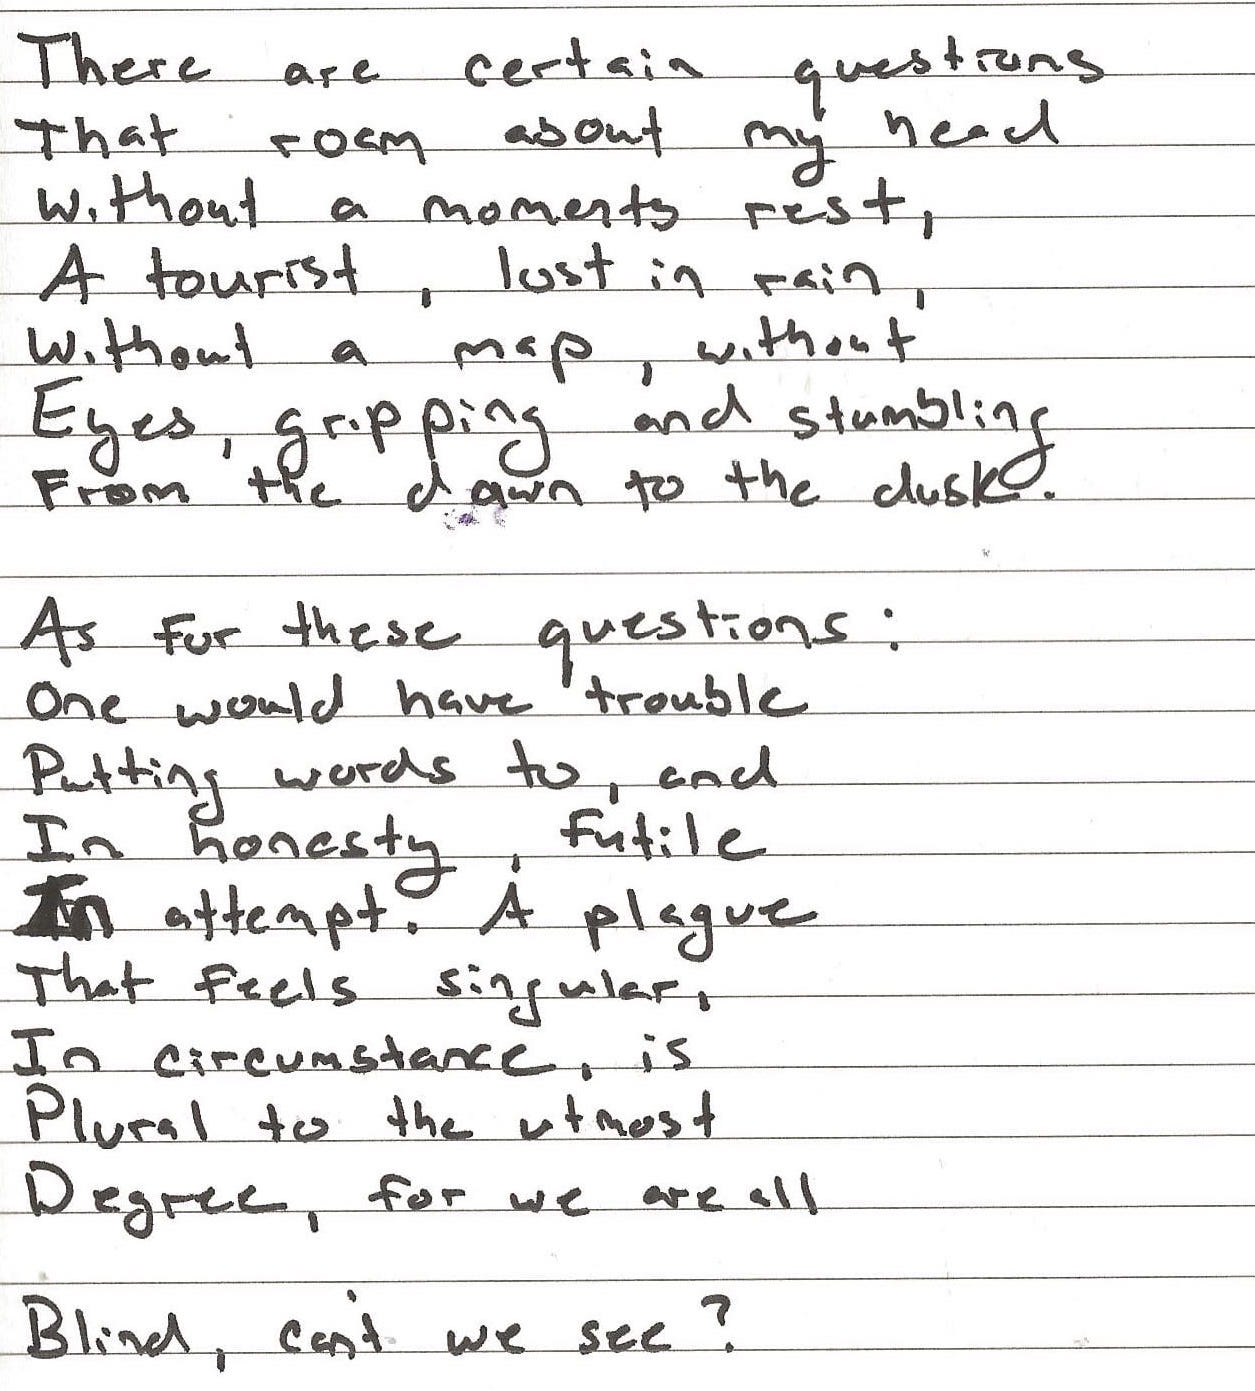 There are certain questions
That roam about my head
Without a moments rest,
A tourist, lost in rain,
Without a map, without
Eyes, gripping and stumbling
From the dawn to the dusk.
As for these questions:
One would have trouble
Putting words to, and
In honesty, futile
In attempt. A plague
That feels singular,
In circumstance, is
Plural to the utmost
Degree, for we are all
Blind, can't we see?